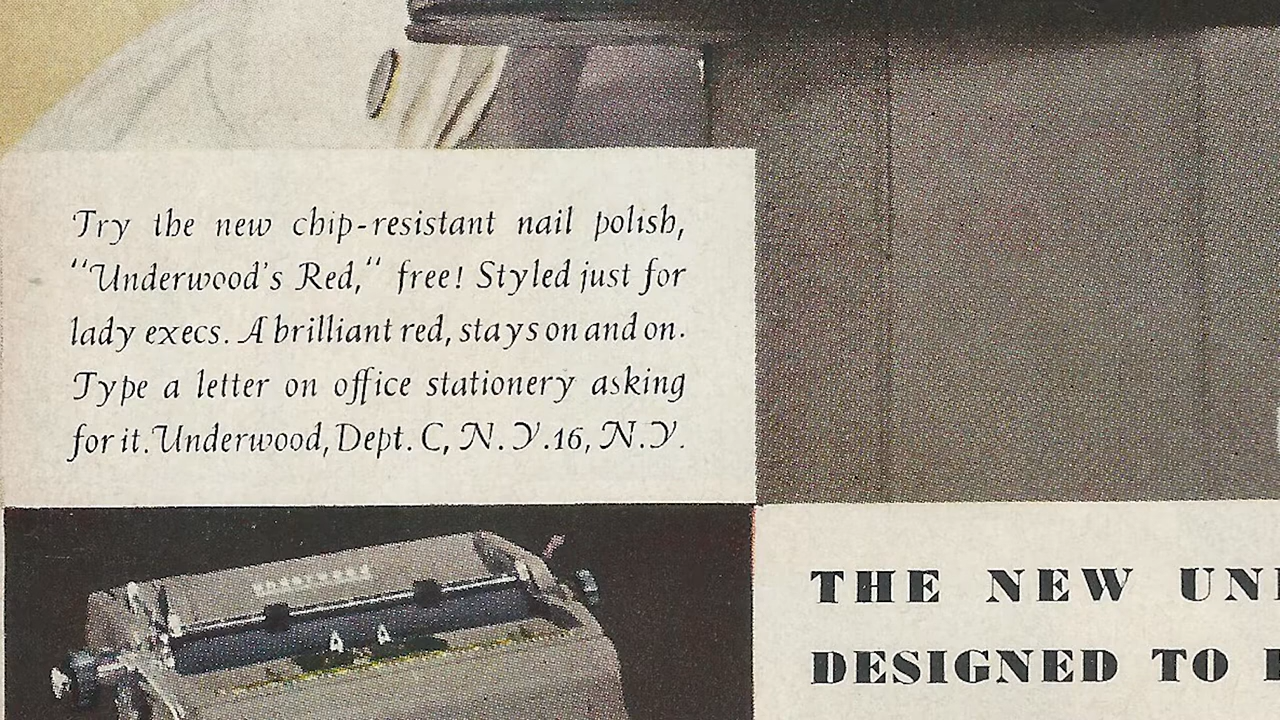 Try the new chip-resistant nail polish,
“Underwood's Red,“ free! Styled just for
lady execs. A brilliant red, stays on and on.
Type a letter on office stationery asking
for it. Underwood, Dept. C, N. Y. 16, N.Y.
underwood
THE NEW UN
DESIGNED TO